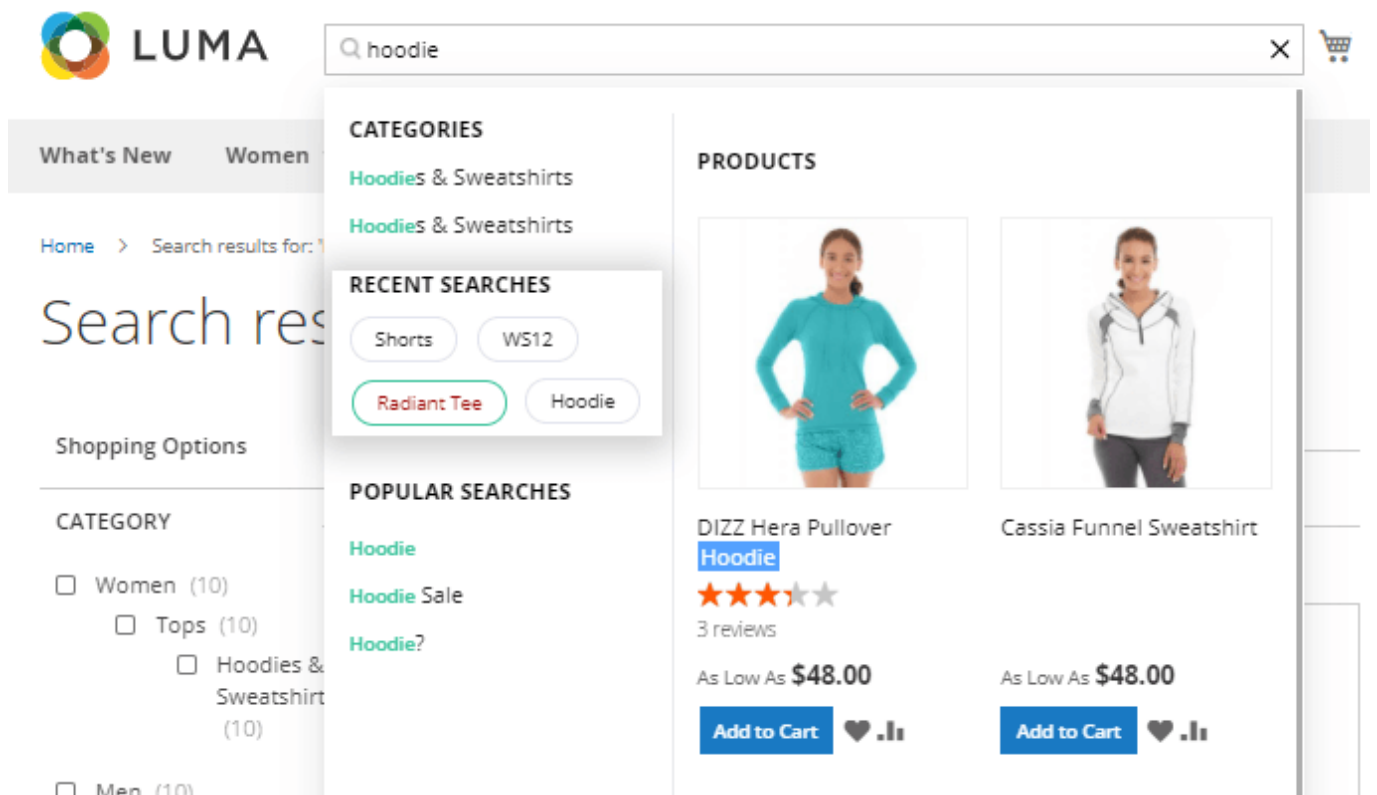 LUMA
hoodie
What's New Women
Home > Search results for: '
Search res
Shopping Options
CATEGORY
Women (10)
Tops (10)
Hoodies &
Sweatshirt
(10)
Men (10)
CATEGORIES
Hoodies & Sweatshirts
Hoodies & Sweatshirts
RECENT SEARCHES
Shorts WS12
Radiant Tee Hoodie
POPULAR SEARCHES
Hoodie
Hoodie Sale
Hoodie?
PRODUCTS
DIZZ Hera Pullover
Hoodie
3 reviews
As Low As $48.00
Add to Cart
Cassia Funnel Sweatshirt
As Low As $48.00
Add to Cart